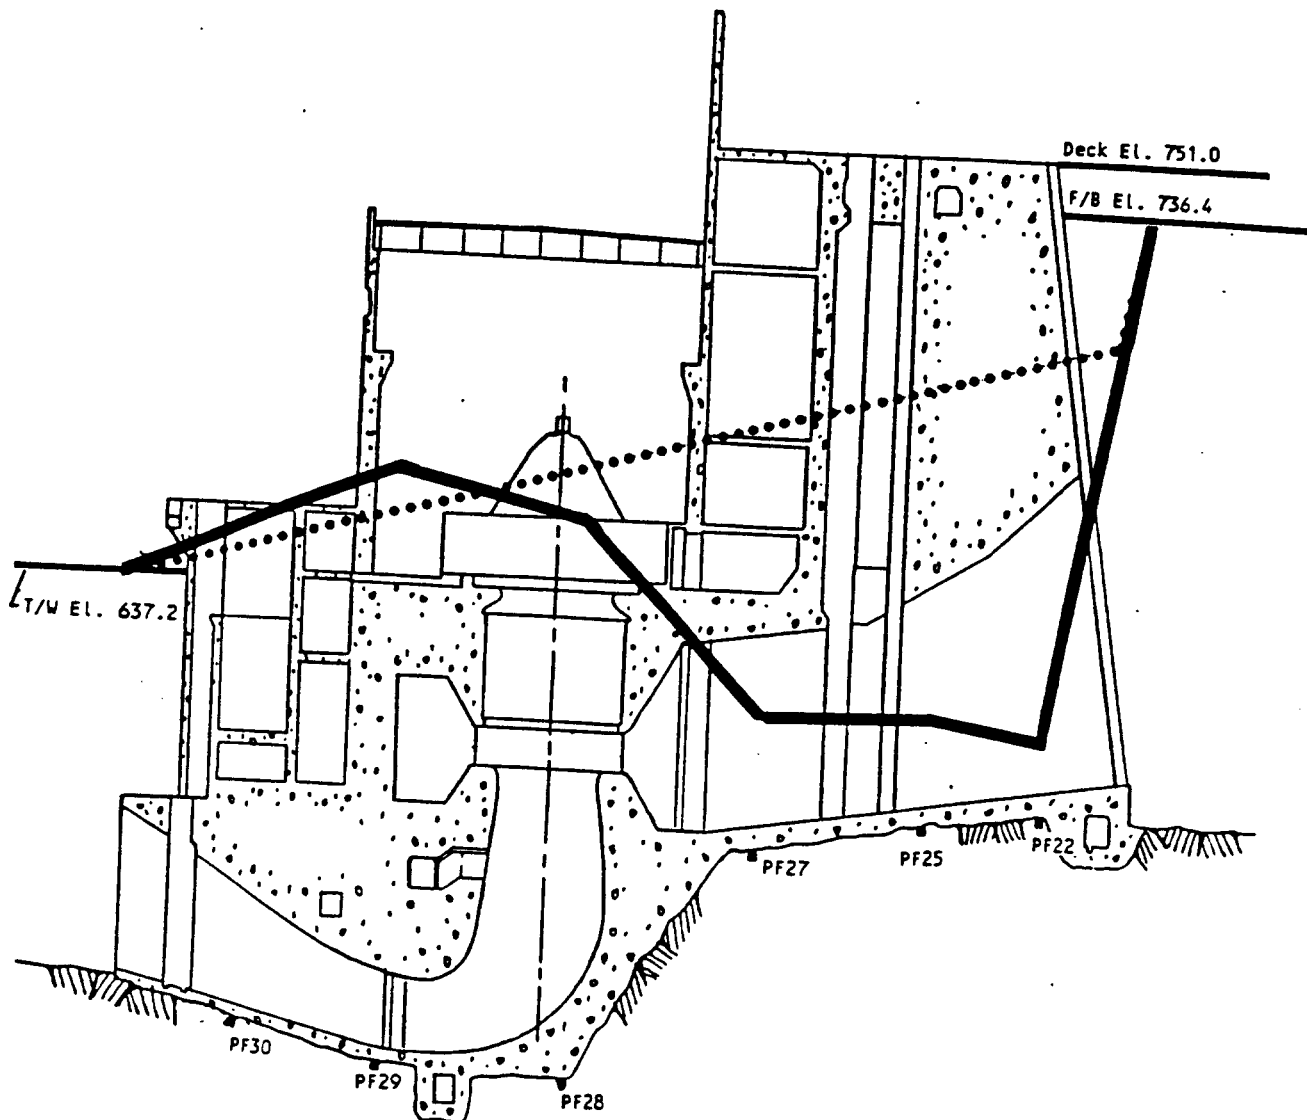 Deck El. 751.0
F/B El. 736.4
T/W El. 637.2
PF27
PF25
PF22
PF30
PF29
PF28